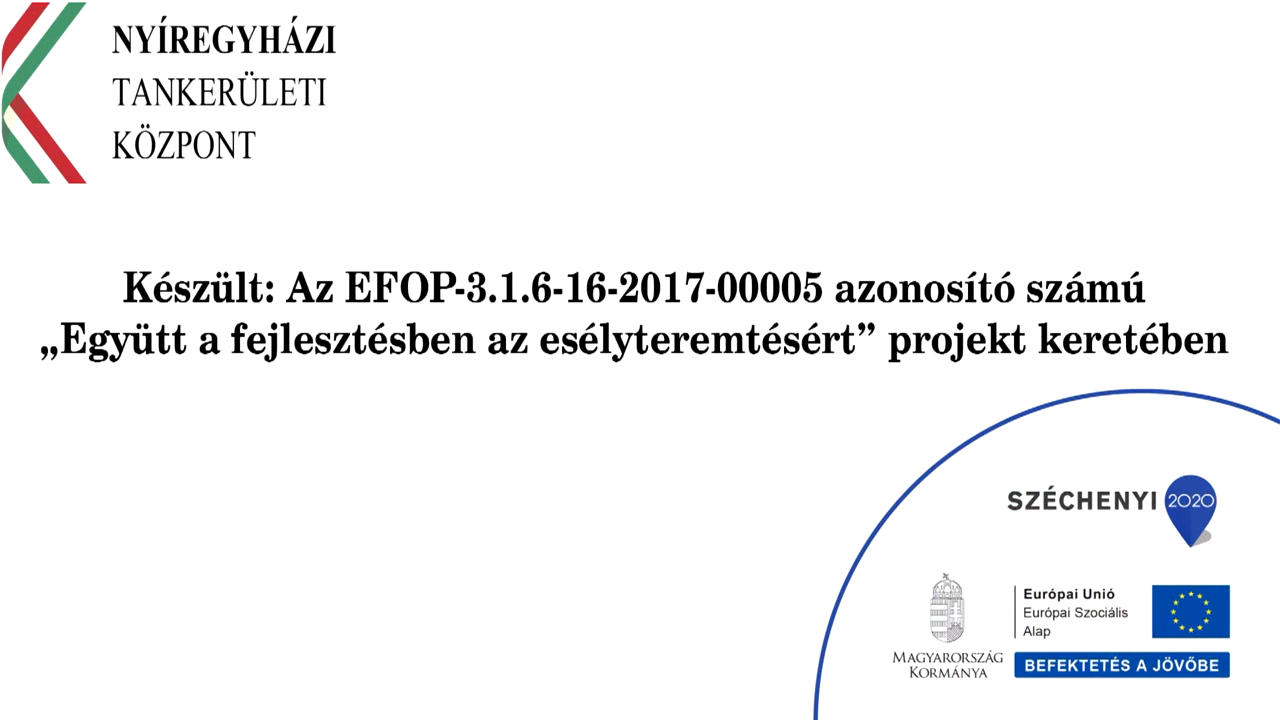 NYÍREGYHÁZI
TANKERÜLETI
KÖZPONT
Készült: Az EFOP-3.1.6-16-2017-00005 azonosító számú
„Együtt a fejlesztésben az esélyteremtésért” projekt keretében
SZÉCHENYI 2020
MAGYARORSZÁG
KORMÁNYA
Európai Unió
Európai Szociális
Alap
BEFEKTETÉS A JÖVŐBE